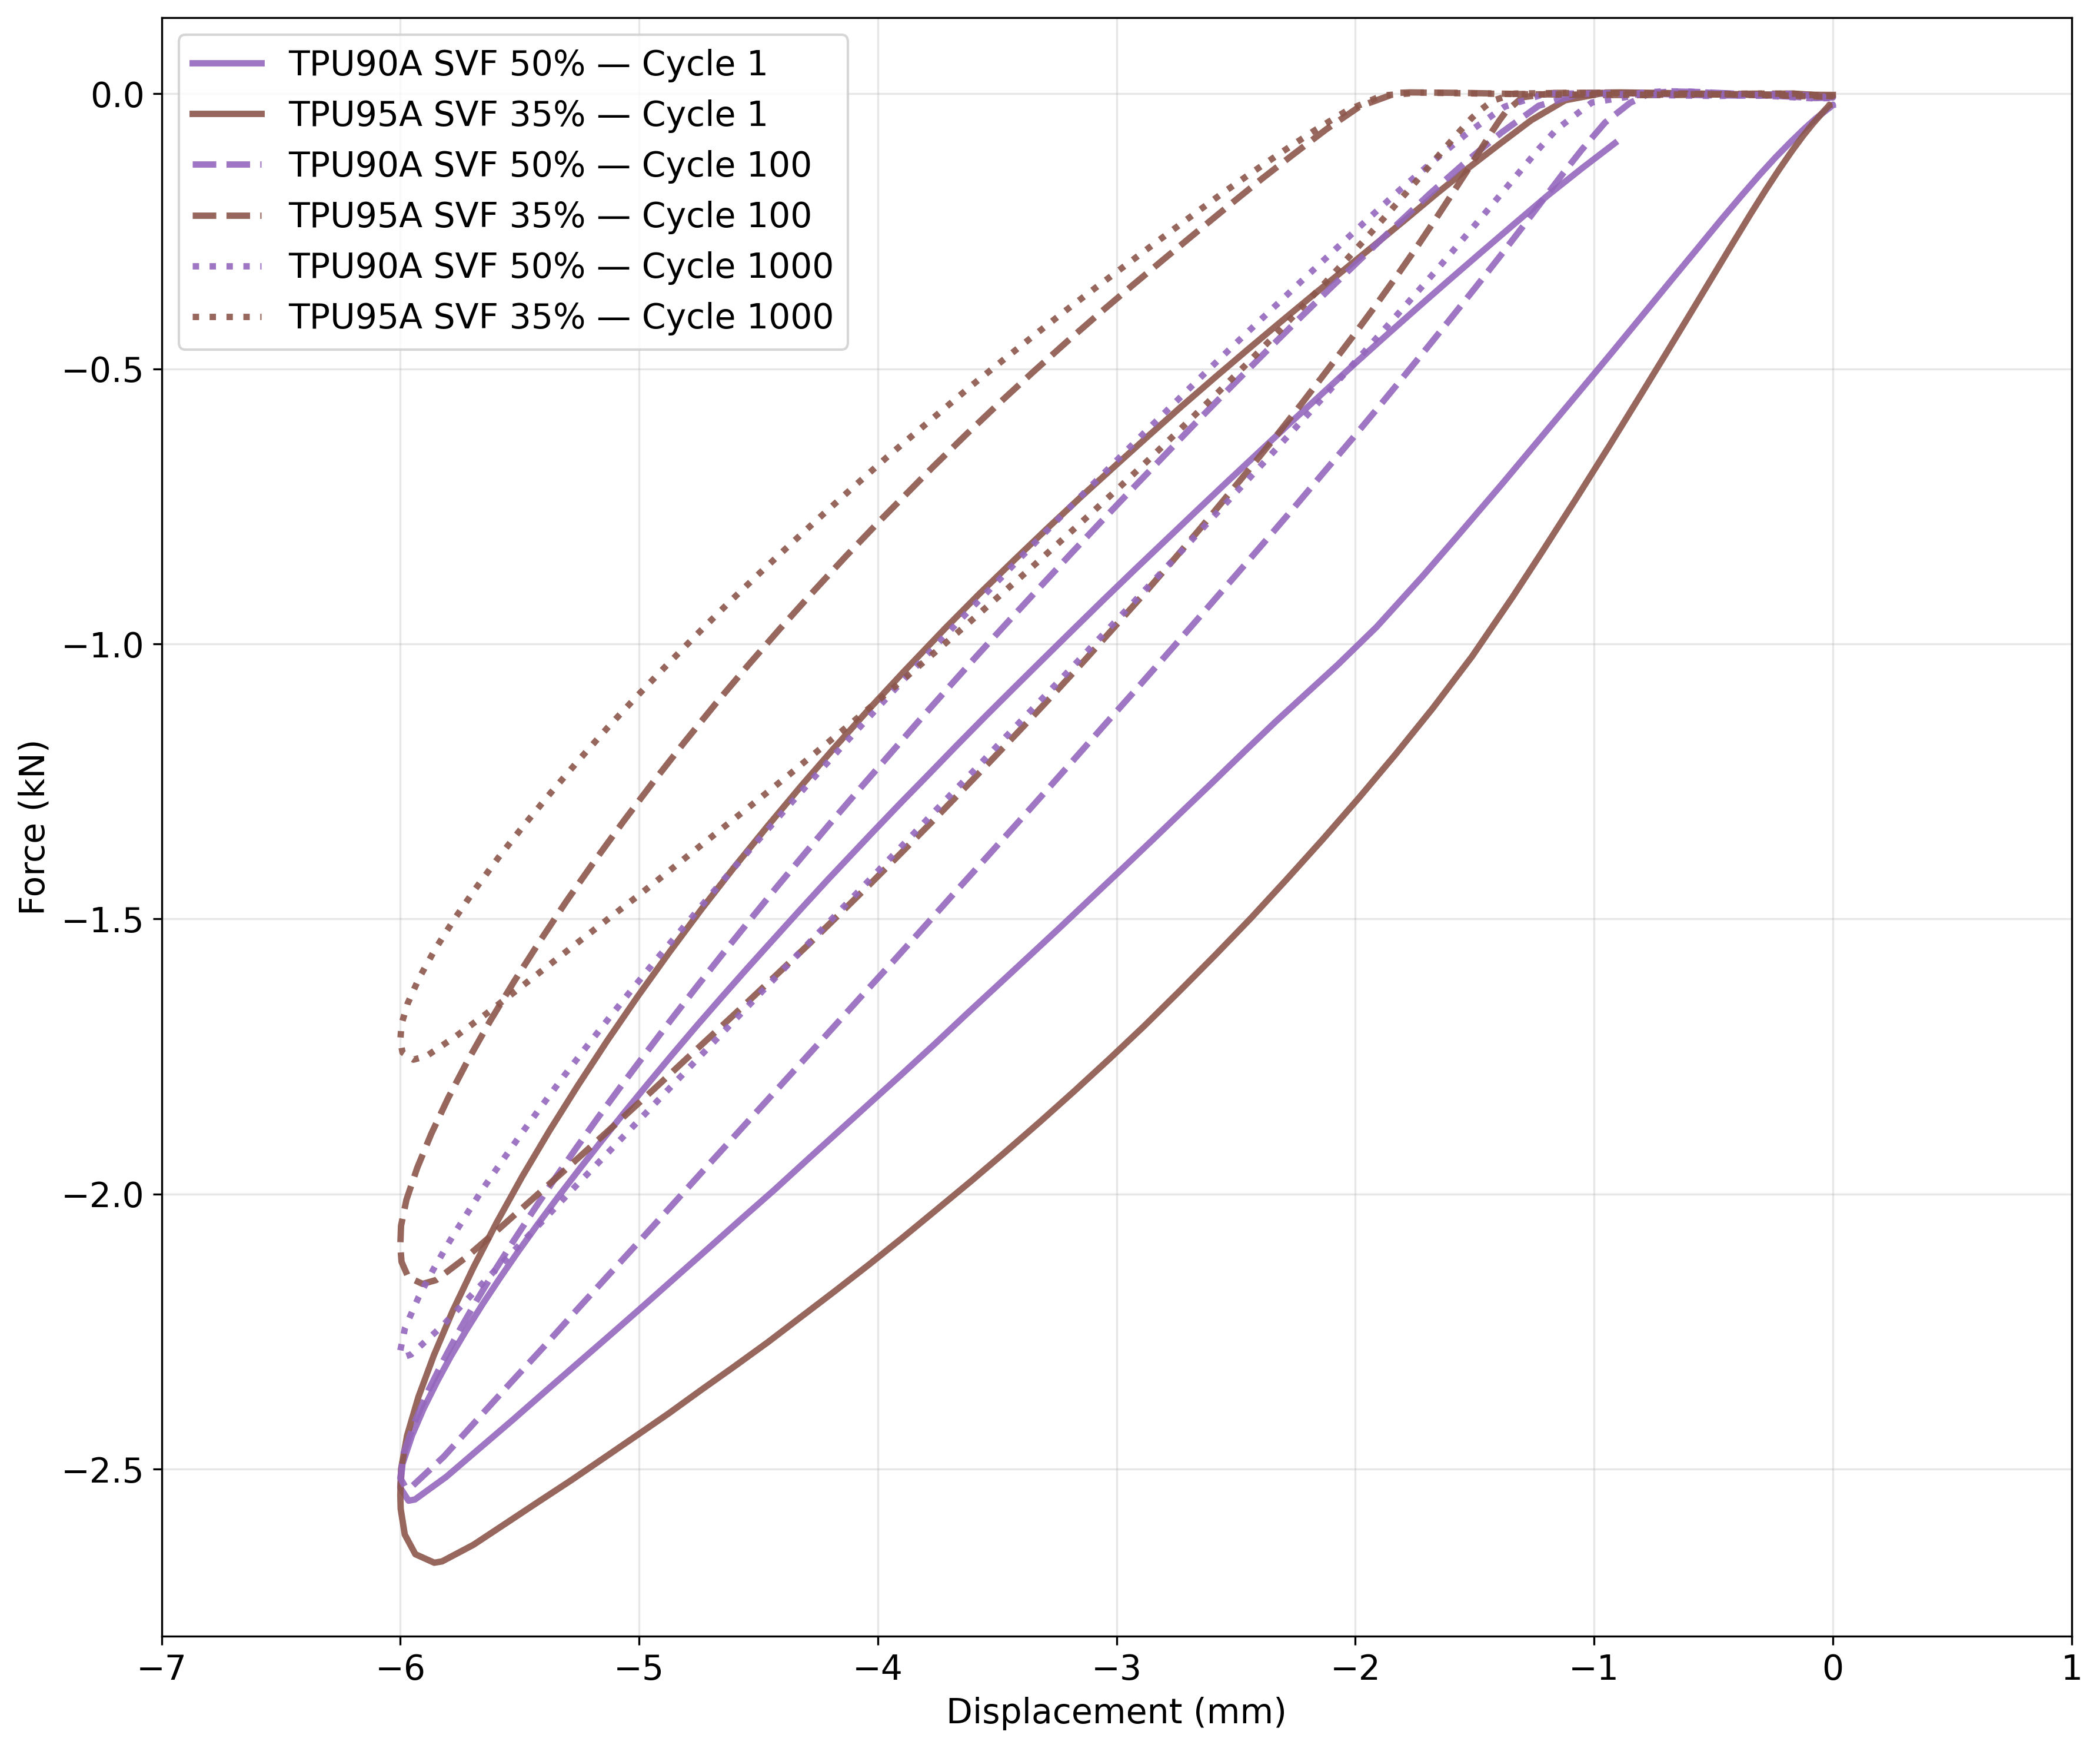 TPU90A SVF 50% — Cycle 1
TPU95A SVF 35% — Cycle 1
TPU90A SVF 50% — Cycle 100
TPU95A SVF 35% — Cycle 100
TPU90A SVF 50% — Cycle 1000
TPU95A SVF 35% — Cycle 1000
0.0
−0.5
−1.0
−1.5
−2.0
−2.5
Force (kN)
−7 −6 −5 −4 −3 −2 −1 0 1
Displacement (mm)